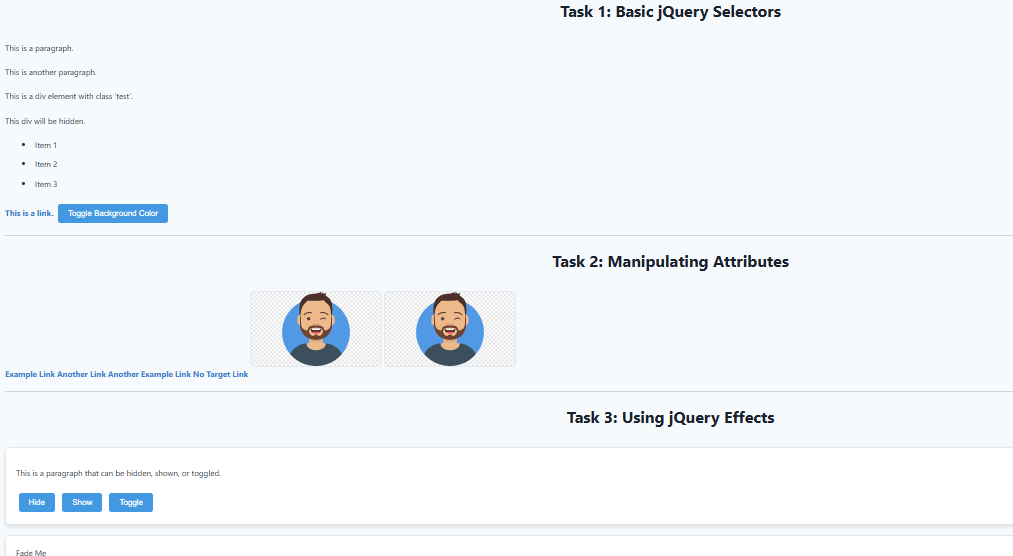 Task 1: Basic jQuery Selectors
This is a paragraph.
This is another paragraph.
This is a div element with class 'test'.
This div will be hidden.
Item 1
Item 2
Item 3
This is a link. Toggle Background Color
Task 2: Manipulating Attributes
Example Link Another Link Another Example Link No Target Link
Task 3: Using jQuery Effects
This is a paragraph that can be hidden, shown, or toggled.
Hide Show Toggle
Fade Me